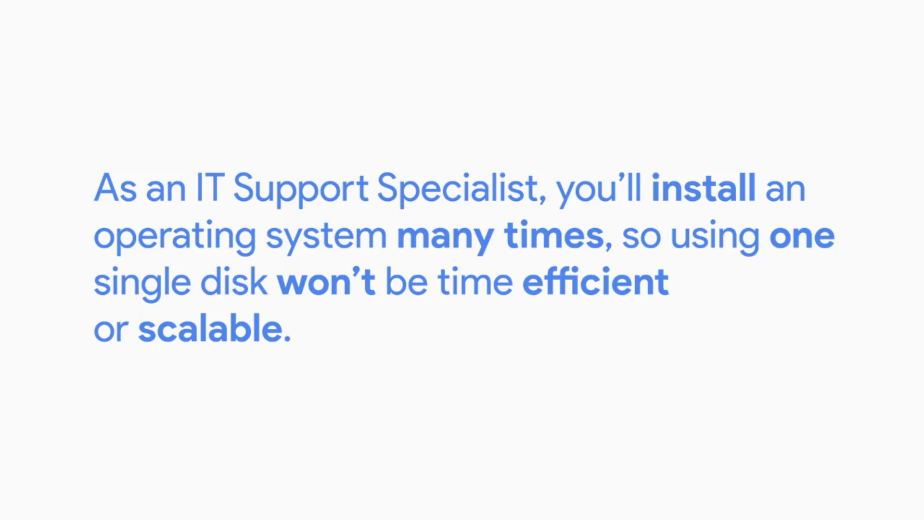 As an IT Support Specialist, you’ll install an
operating system many times, so using one
single disk won’t be time efficient
or scalable.